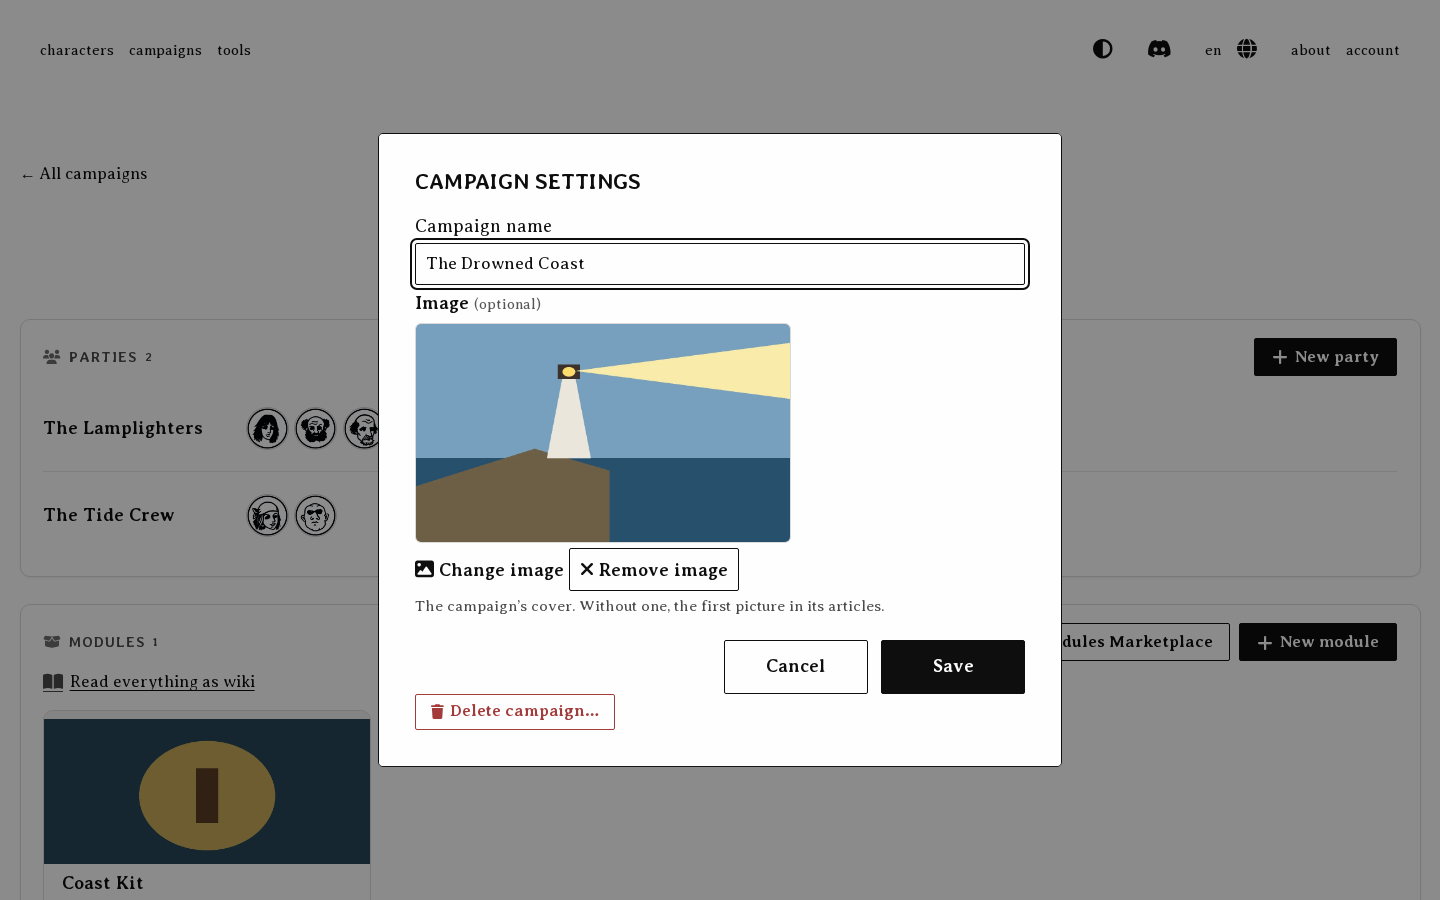 characters campaigns tools
en about account
← All campaigns
CAMPAIGN SETTINGS
Campaign name
The Drowned Coast
Image (optional)
Change image
Remove image
The campaign's cover. Without one, the first picture in its articles.
Cancel
Save
Delete campaign...
PARTIES 2
New party
The Lamplighters
The Tide Crew
MODULES 1
Marketplace
New module
Read everything as wiki
Coast Kit